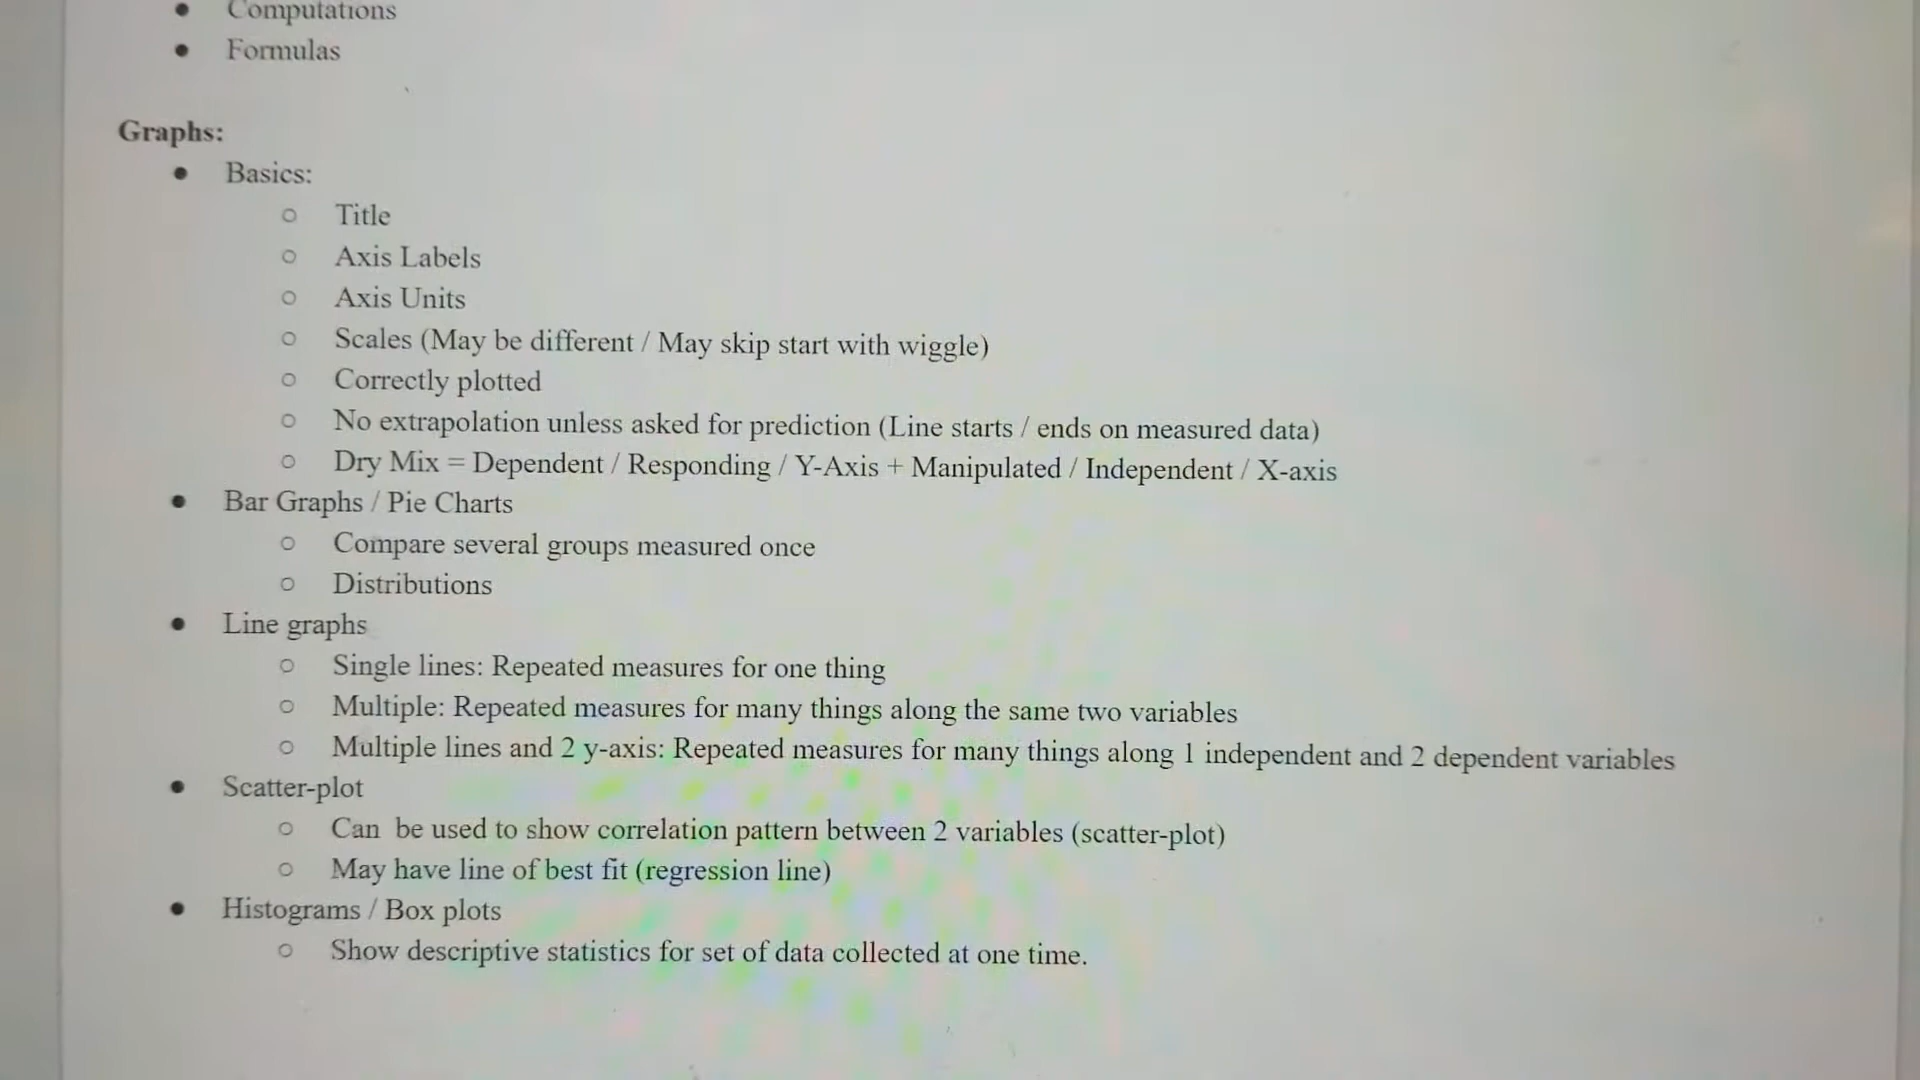 ● Computations
● Formulas
Graphs:
● Basics:
○ Title
○ Axis Labels
○ Axis Units
○ Scales (May be different / May skip start with wiggle)
○ Correctly plotted
○ No extrapolation unless asked for prediction (Line starts / ends on measured data)
○ Dry Mix = Dependent / Responding / Y-Axis + Manipulated / Independent / X-axis
● Bar Graphs / Pie Charts
○ Compare several groups measured once
○ Distributions
● Line graphs
○ Single lines: Repeated measures for one thing
○ Multiple: Repeated measures for many things along the same two variables
○ Multiple lines and 2 y-axis: Repeated measures for many things along 1 independent and 2 dependent variables
● Scatter-plot
○ Can be used to show correlation pattern between 2 variables (scatter-plot)
○ May have line of best fit (regression line)
● Histograms / Box plots
○ Show descriptive statistics for set of data collected at one time.